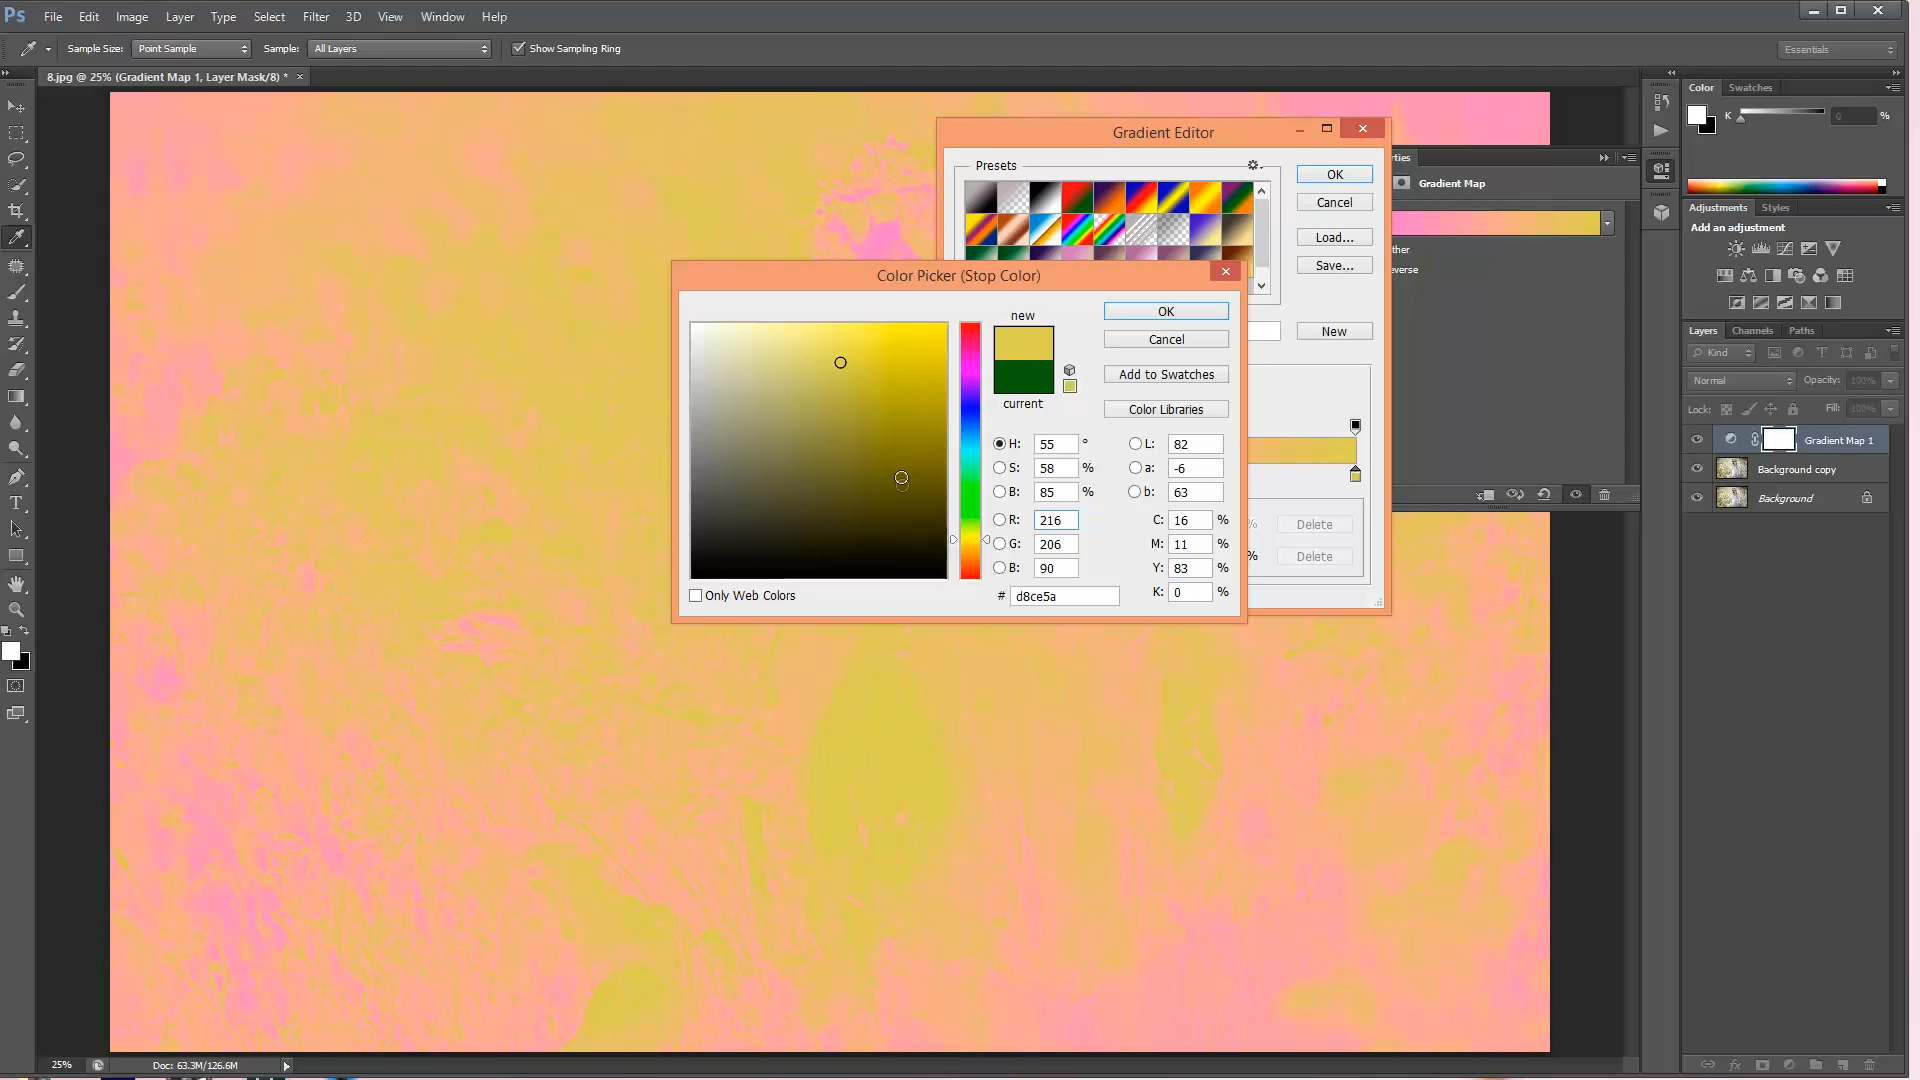 Ps File Edit Image Layer Type Select Filter 3D View Window Help
Sample Size: Point Sample Sample: All Layers Show Sampling Ring Essentials
8.jpg @ 25% (Gradient Map 1, Layer Mask/8) * ×
Color Swatches
K 0 %
Gradient Editor
Presets
OK
Cancel
Load...
Save...
New
rties
Gradient Map
ther
everse
Color Picker (Stop Color)
new
current
OK
Cancel
Add to Swatches
Color Libraries
H: 55 ° L: 82
S: 58 % a: -6
B: 85 % b: 63
R: 216 C: 16 %
G: 206 M: 11 %
B: 90 Y: 83 %
K: 0 %
Only Web Colors # d8ce5a
% Delete
% Delete
Adjustments Styles
Add an adjustment
Layers Channels Paths
Kind
Normal Opacity: 100%
Lock: Fill: 100%
Gradient Map 1
Background copy
Background
25% Doc: 63.3M/126.6M